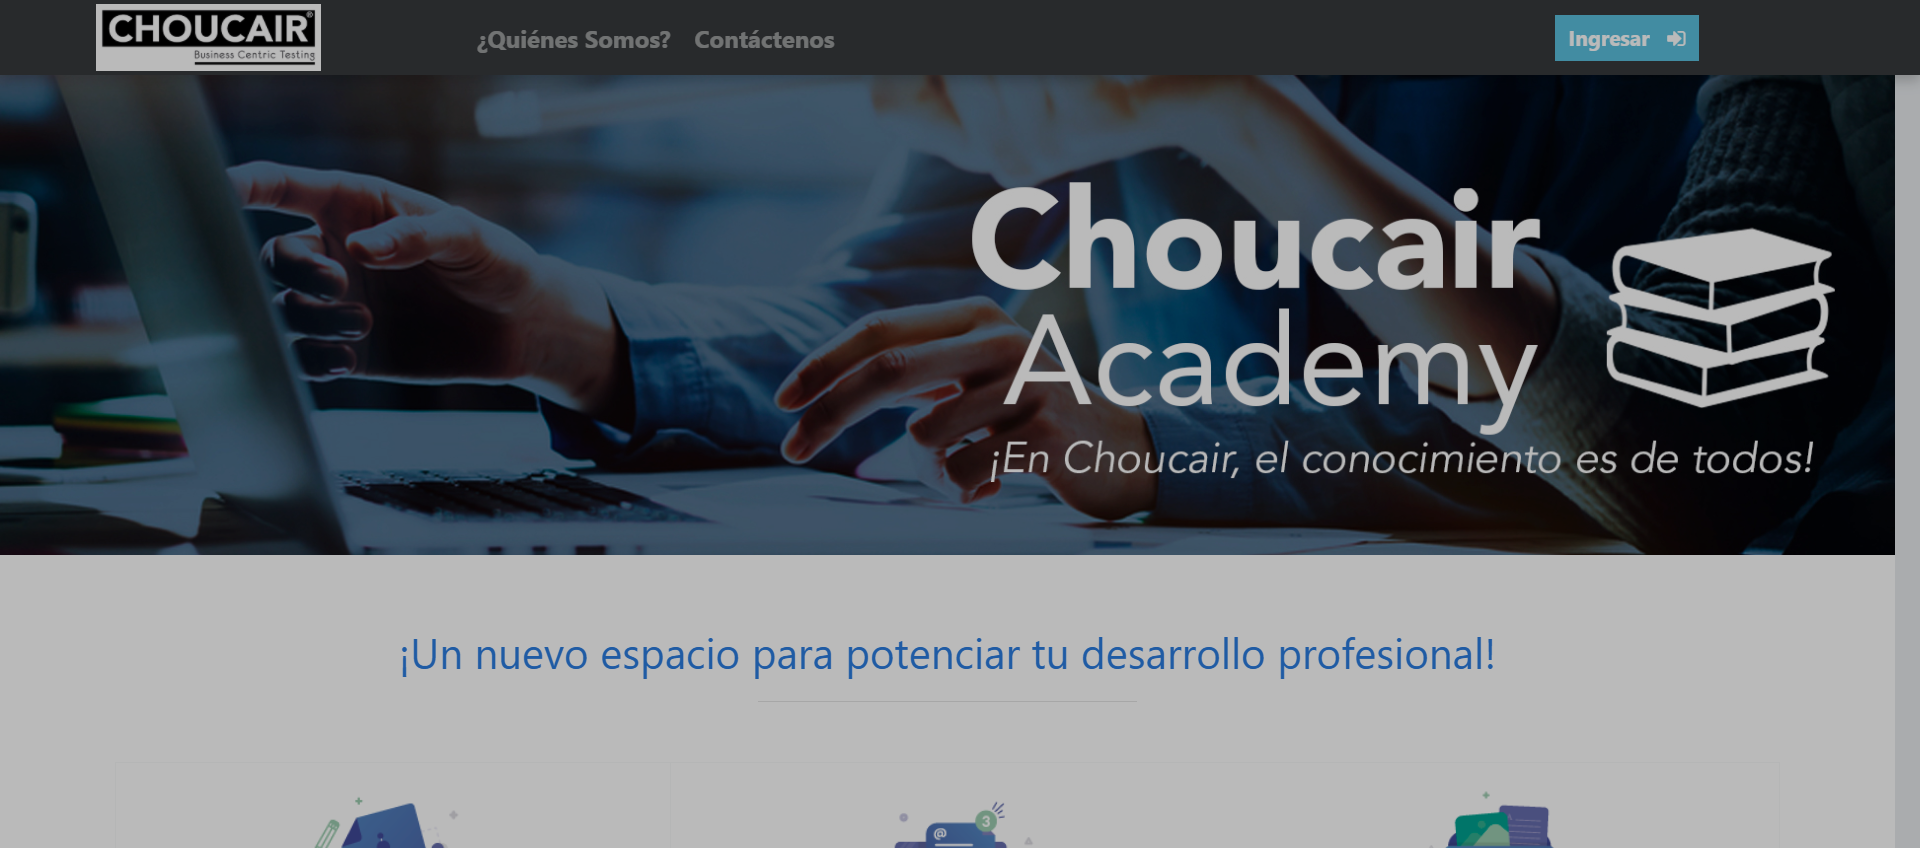 CHOUCAIR®
Business Centric Testing
¿Quiénes Somos?
Contáctenos
Ingresar
Choucair
Academy
¡En Choucair, el conocimiento es de todos!
¡Un nuevo espacio para potenciar tu desarrollo profesional!
@
3